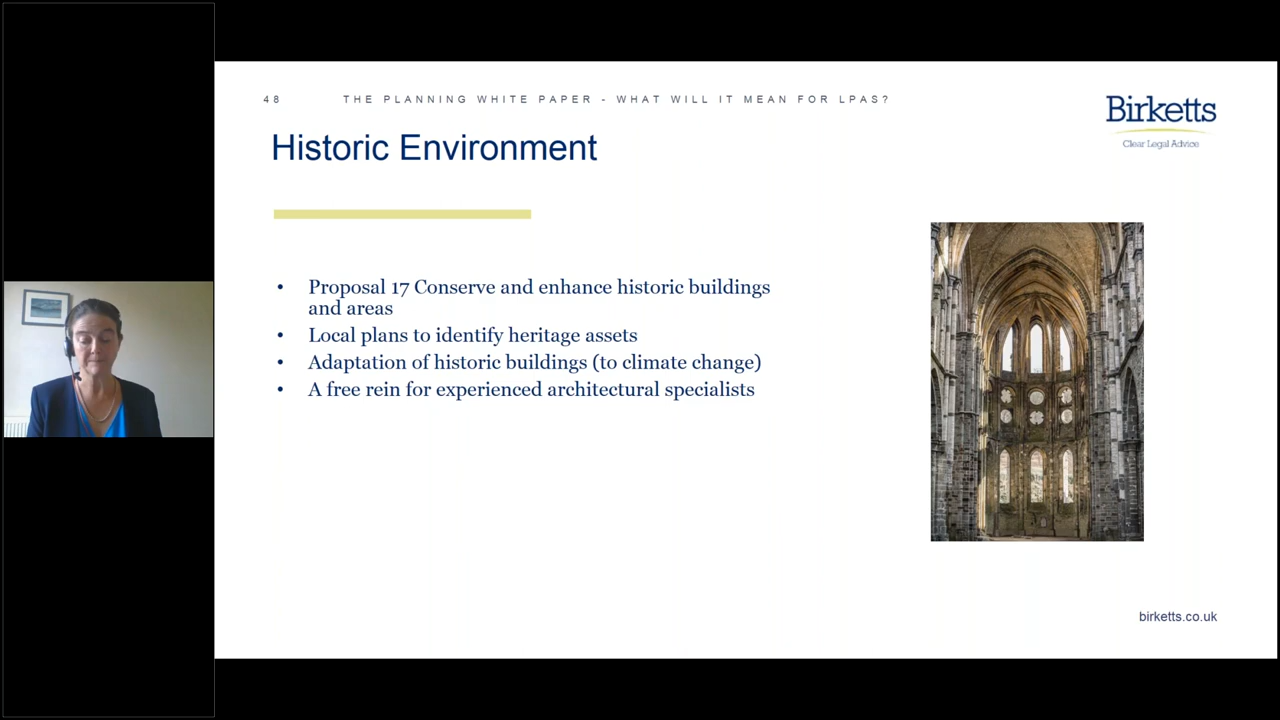 48 THE PLANNING WHITE PAPER - WHAT WILL IT MEAN FOR LPAS?
Birketts
Clear Legal Advice
Historic Environment
• Proposal 17 Conserve and enhance historic buildings
and areas
• Local plans to identify heritage assets
• Adaptation of historic buildings (to climate change)
• A free rein for experienced architectural specialists
birketts.co.uk